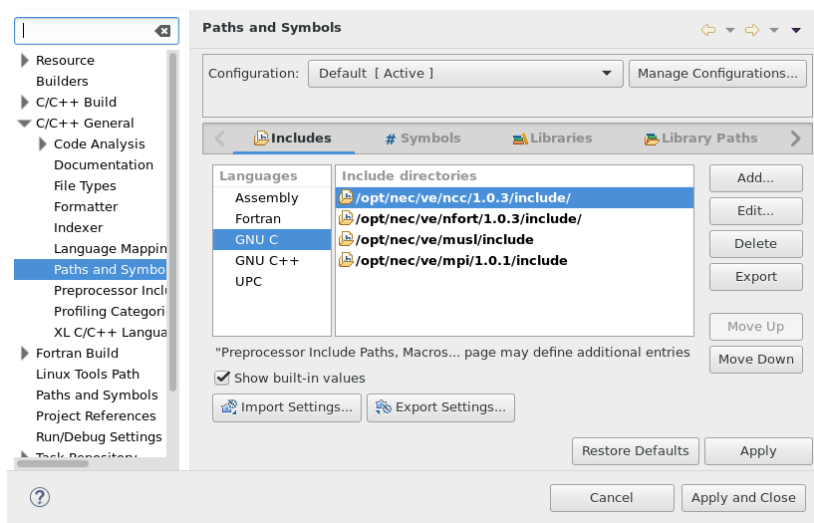 Paths and Symbols
Resource
Builders
C/C++ Build
C/C++ General
Code Analysis
Documentation
File Types
Formatter
Indexer
Language Mappin
Paths and Symbo
Preprocessor Incl
Profiling Categori
XL C/C++ Langua
Fortran Build
Linux Tools Path
Paths and Symbols
Project References
Run/Debug Settings
Task Repository
Configuration: Default [ Active ] Manage Configurations...
Includes # Symbols Libraries Library Paths
Languages
Assembly
Fortran
GNU C
GNU C++
UPC
Include directories
/opt/nec/ve/ncc/1.0.3/include/
/opt/nec/ve/nfort/1.0.3/include/
/opt/nec/ve/musl/include
/opt/nec/ve/mpi/1.0.1/include
Add...
Edit...
Delete
Export
Move Up
Move Down
"Preprocessor Include Paths, Macros... page may define additional entries
Show built-in values
Import Settings... Export Settings...
Restore Defaults Apply
? Cancel Apply and Close